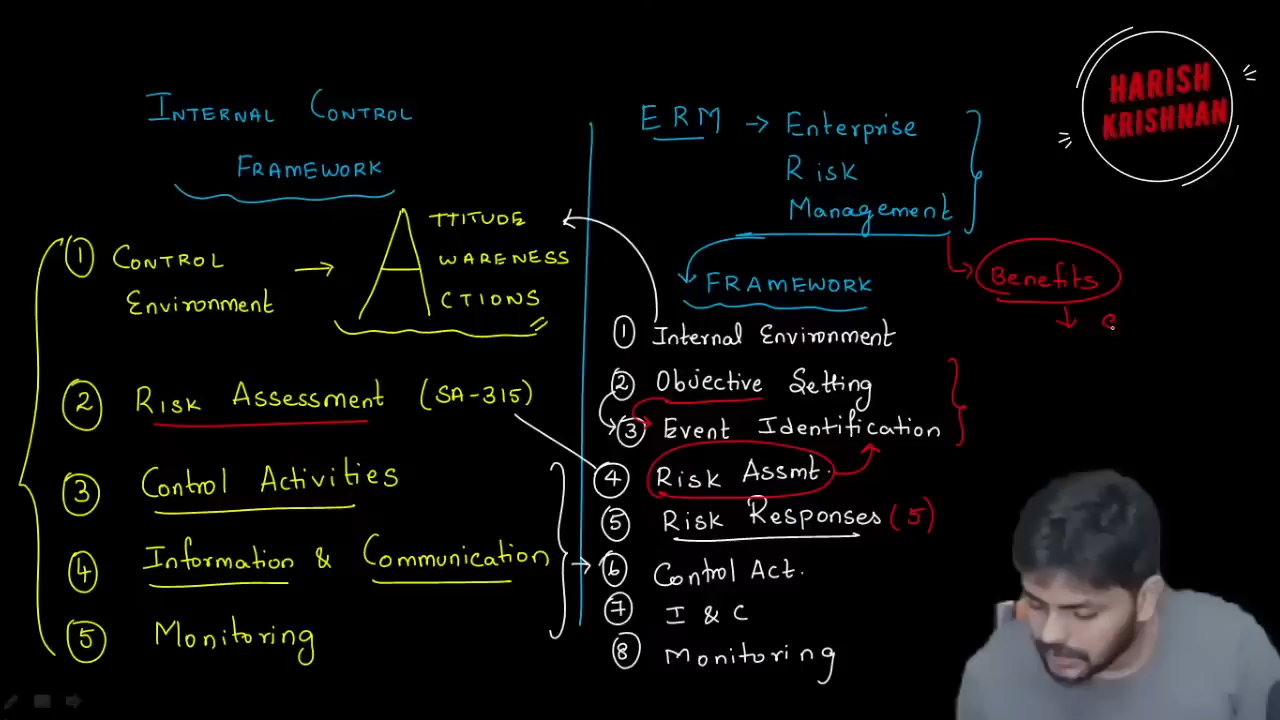 INTERNAL CONTROL
FRAMEWORK
① CONTROL
Environment
→ ATTITUDE
WARENESS
CTIONS
② RISK ASSESSMENT (SA-315)
③ Control Activities
④ Information & Communication
⑤ Monitoring
ERM → Enterprise
Risk
Management
Benefits
FRAMEWORK
① Internal Environment
② Objective Setting
③ Event Identification
④ Risk Assmt.
⑤ Risk Responses (5)
⑥ Control Act.
⑦ I & C
⑧ Monitoring
HARISH
KRISHNAN